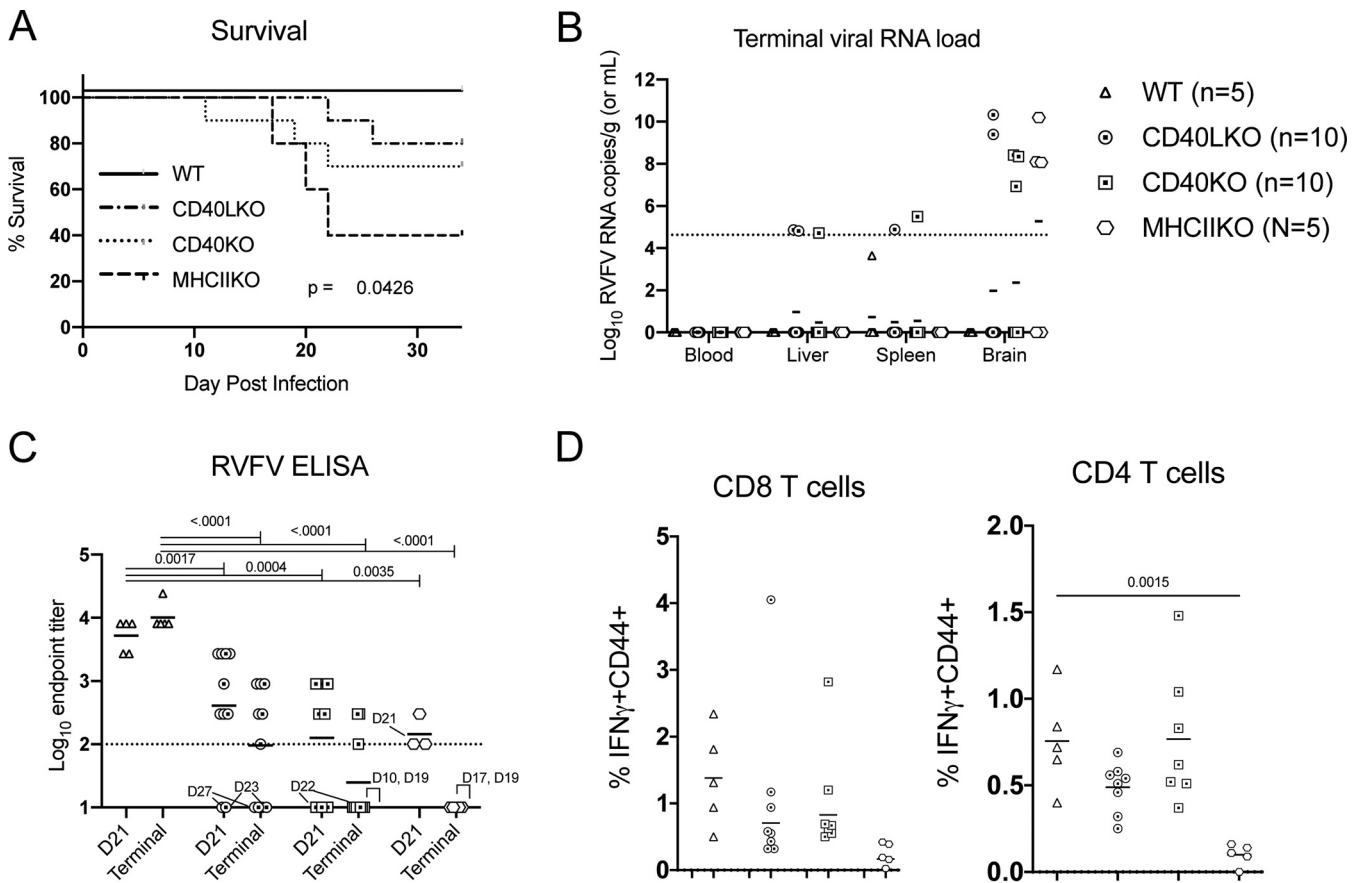 A
Survival
% Survival
100
80
60
40
20
0
WT
CD40LKO
CD40KO
MHCIIKO
p = 0.0426
0 10 20 30
Day Post Infection
B
Terminal viral RNA load
Log10 RVFV RNA copies/g (or mL)
12
10
8
6
4
2
0
Blood Liver Spleen Brain
WT (n=5)
CD40LKO (n=10)
CD40KO (n=10)
MHCIIKO (N=5)
C
RVFV ELISA
<.0001
<.0001
<.0001
0.0017
0.0004
0.0035
Log10 endpoint titer
5
4
3
2
1
D21
D10, D19
D17, D19
D27
D23
D22
D21 Terminal D21 Terminal D21 Terminal D21 Terminal
D
CD8 T cells
% IFNγ+CD44+
5
4
3
2
1
0
CD4 T cells
% IFNγ+CD44+
2.0
1.5
1.0
0.5
0.0
0.0015